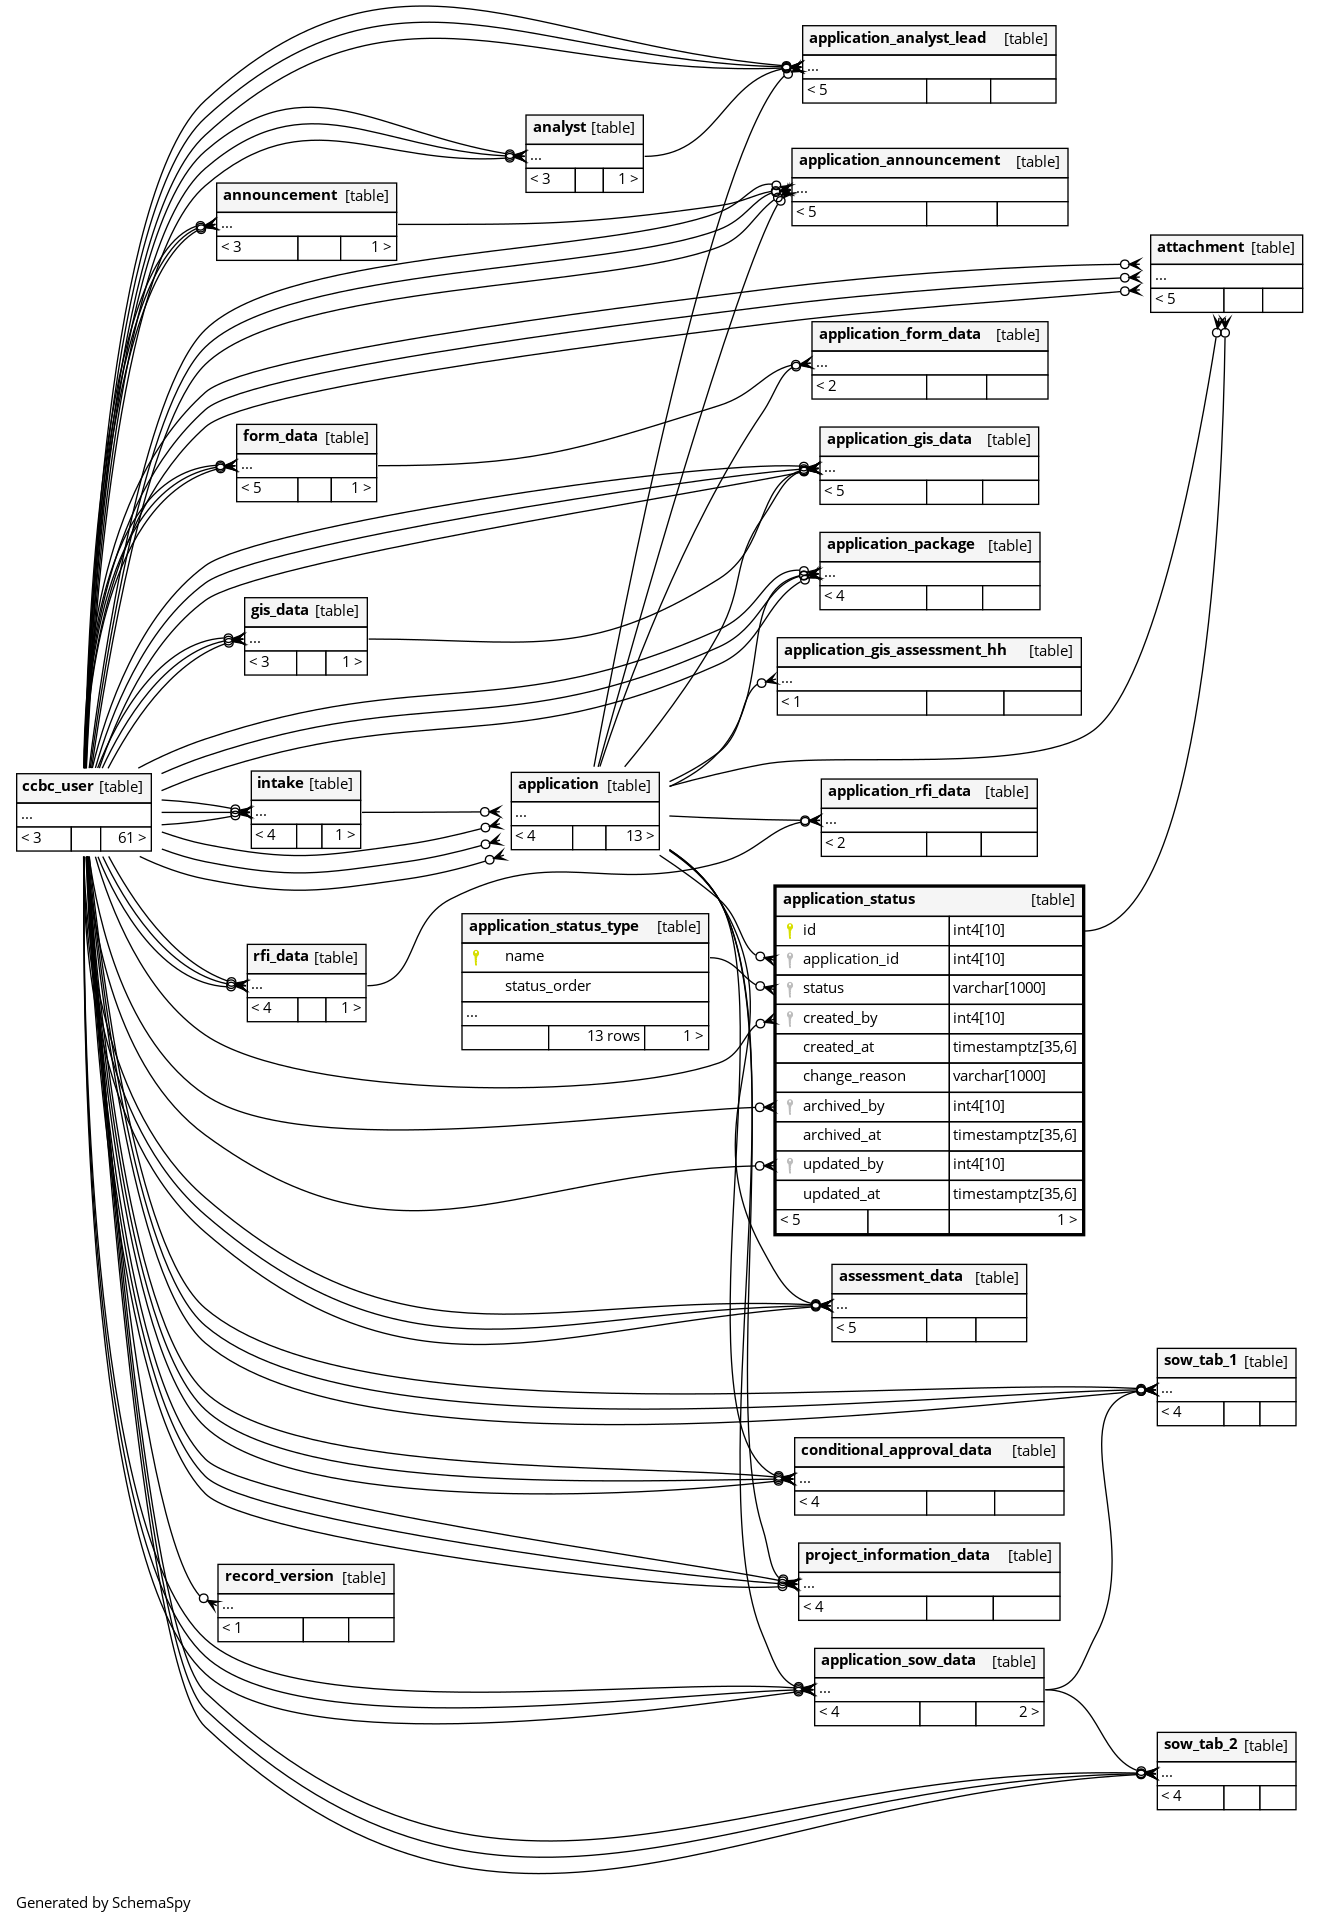 application_analyst_lead [table]
...
< 5
analyst [table]
...
< 3 1 >
application_announcement [table]
...
< 5
announcement [table]
...
< 3 1 >
attachment [table]
...
< 5
application_form_data [table]
...
< 2
form_data [table]
...
< 5 1 >
application_gis_data [table]
...
< 5
application_package [table]
...
< 4
gis_data [table]
...
< 3 1 >
application_gis_assessment_hh [table]
...
< 1
ccbc_user [table]
...
< 3 61 >
intake [table]
...
< 4 1 >
application [table]
...
< 4 13 >
application_rfi_data [table]
...
< 2
application_status [table]
id int4[10]
application_id int4[10]
status varchar[1000]
created_by int4[10]
created_at timestamptz[35,6]
change_reason varchar[1000]
archived_by int4[10]
archived_at timestamptz[35,6]
updated_by int4[10]
updated_at timestamptz[35,6]
< 5 1 >
application_status_type [table]
name
status_order
...
13 rows 1 >
rfi_data [table]
...
< 4 1 >
assessment_data [table]
...
< 5
sow_tab_1 [table]
...
< 4
conditional_approval_data [table]
...
< 4
project_information_data [table]
...
< 4
record_version [table]
...
< 1
application_sow_data [table]
...
< 4 2 >
sow_tab_2 [table]
...
< 4
Generated by SchemaSpy